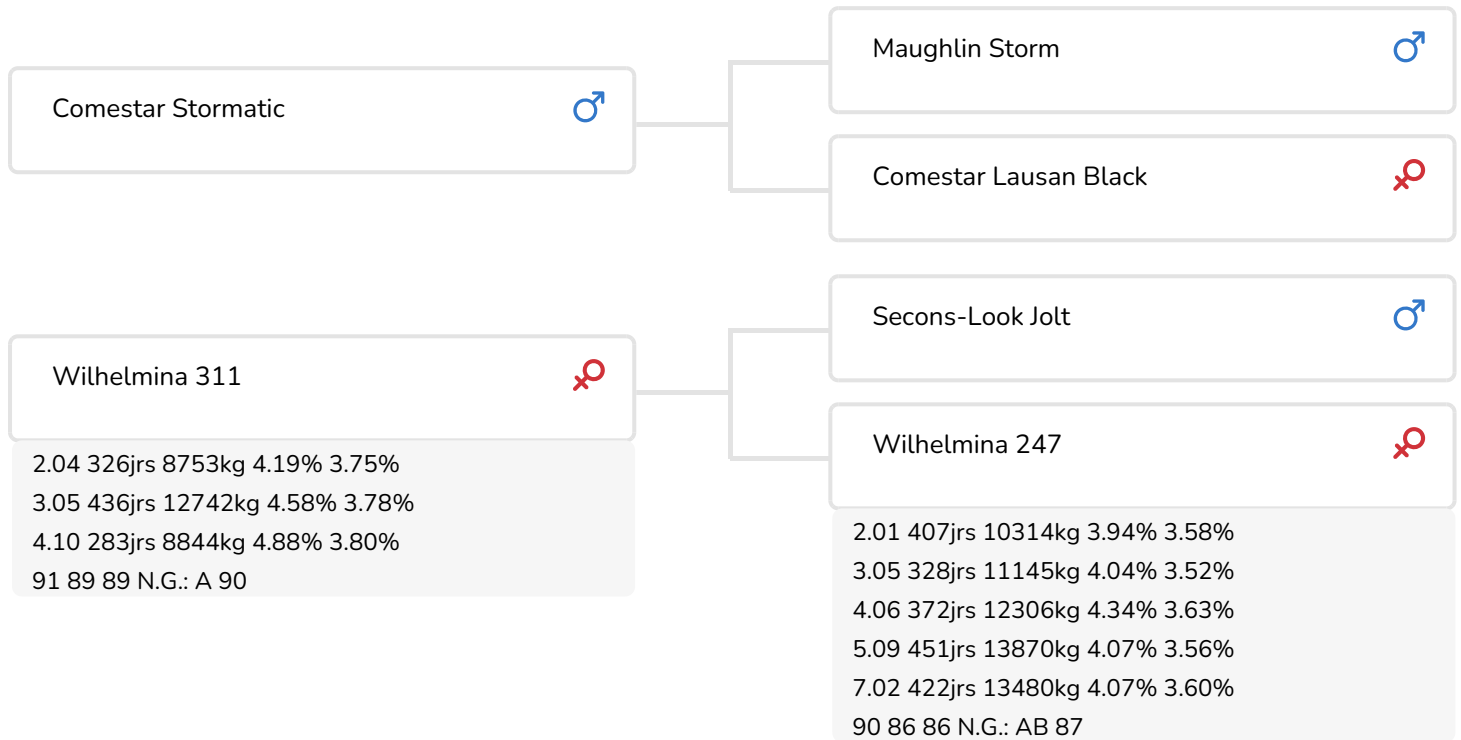 Comestar Stormatic
Maughlin Storm
Comestar Lausan Black
Wilhelmina 311
2.04 326jrs 8753kg 4.19% 3.75%
3.05 436jrs 12742kg 4.58% 3.78%
4.10 283jrs 8844kg 4.88% 3.80%
91 89 89 N.G.: A 90
Secons-Look Jolt
Wilhelmina 247
2.01 407jrs 10314kg 3.94% 3.58%
3.05 328jrs 11145kg 4.04% 3.52%
4.06 372jrs 12306kg 4.34% 3.63%
5.09 451jrs 13870kg 4.07% 3.56%
7.02 422jrs 13480kg 4.07% 3.60%
90 86 86 N.G.: AB 87